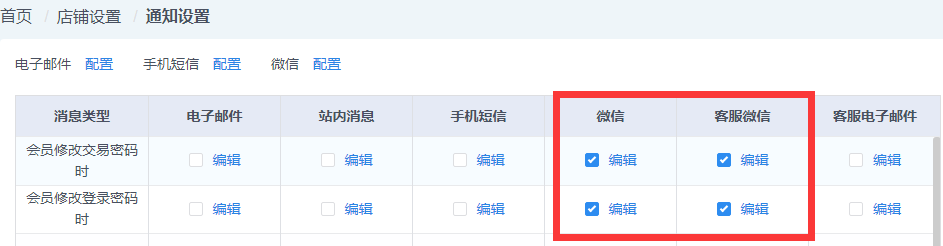 首页 / 店铺设置 / 通知设置
电子邮件 配置 手机短信 配置 微信 配置
消息类型 电子邮件 站内消息 手机短信 微信 客服微信 客服电子邮件
会员修改交易密码
时
编辑 编辑 编辑 编辑 编辑 编辑
会员修改登录密码
时
编辑 编辑 编辑 编辑 编辑 编辑